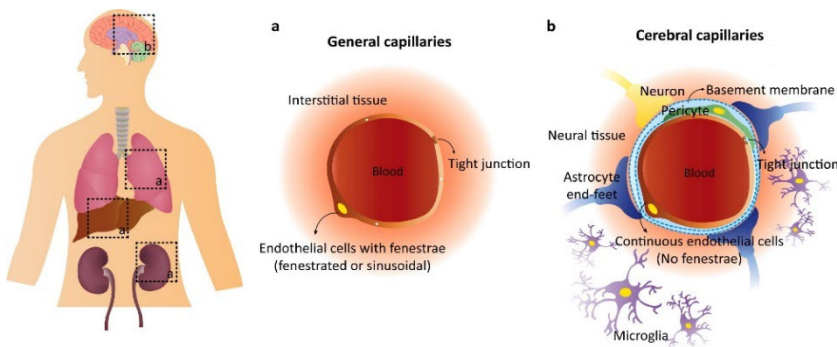 b
a
a
a
a
General capillaries
Interstitial tissue
Blood
Tight junction
Endothelial cells with fenestrae
(fenestrated or sinusoidal)
b
Cerebral capillaries
Neuron
Basement membrane
Pericyte
Neural tissue
Tight junction
Blood
Astrocyte
end-feet
Continuous endothelial cells
(No fenestrae)
Microglia